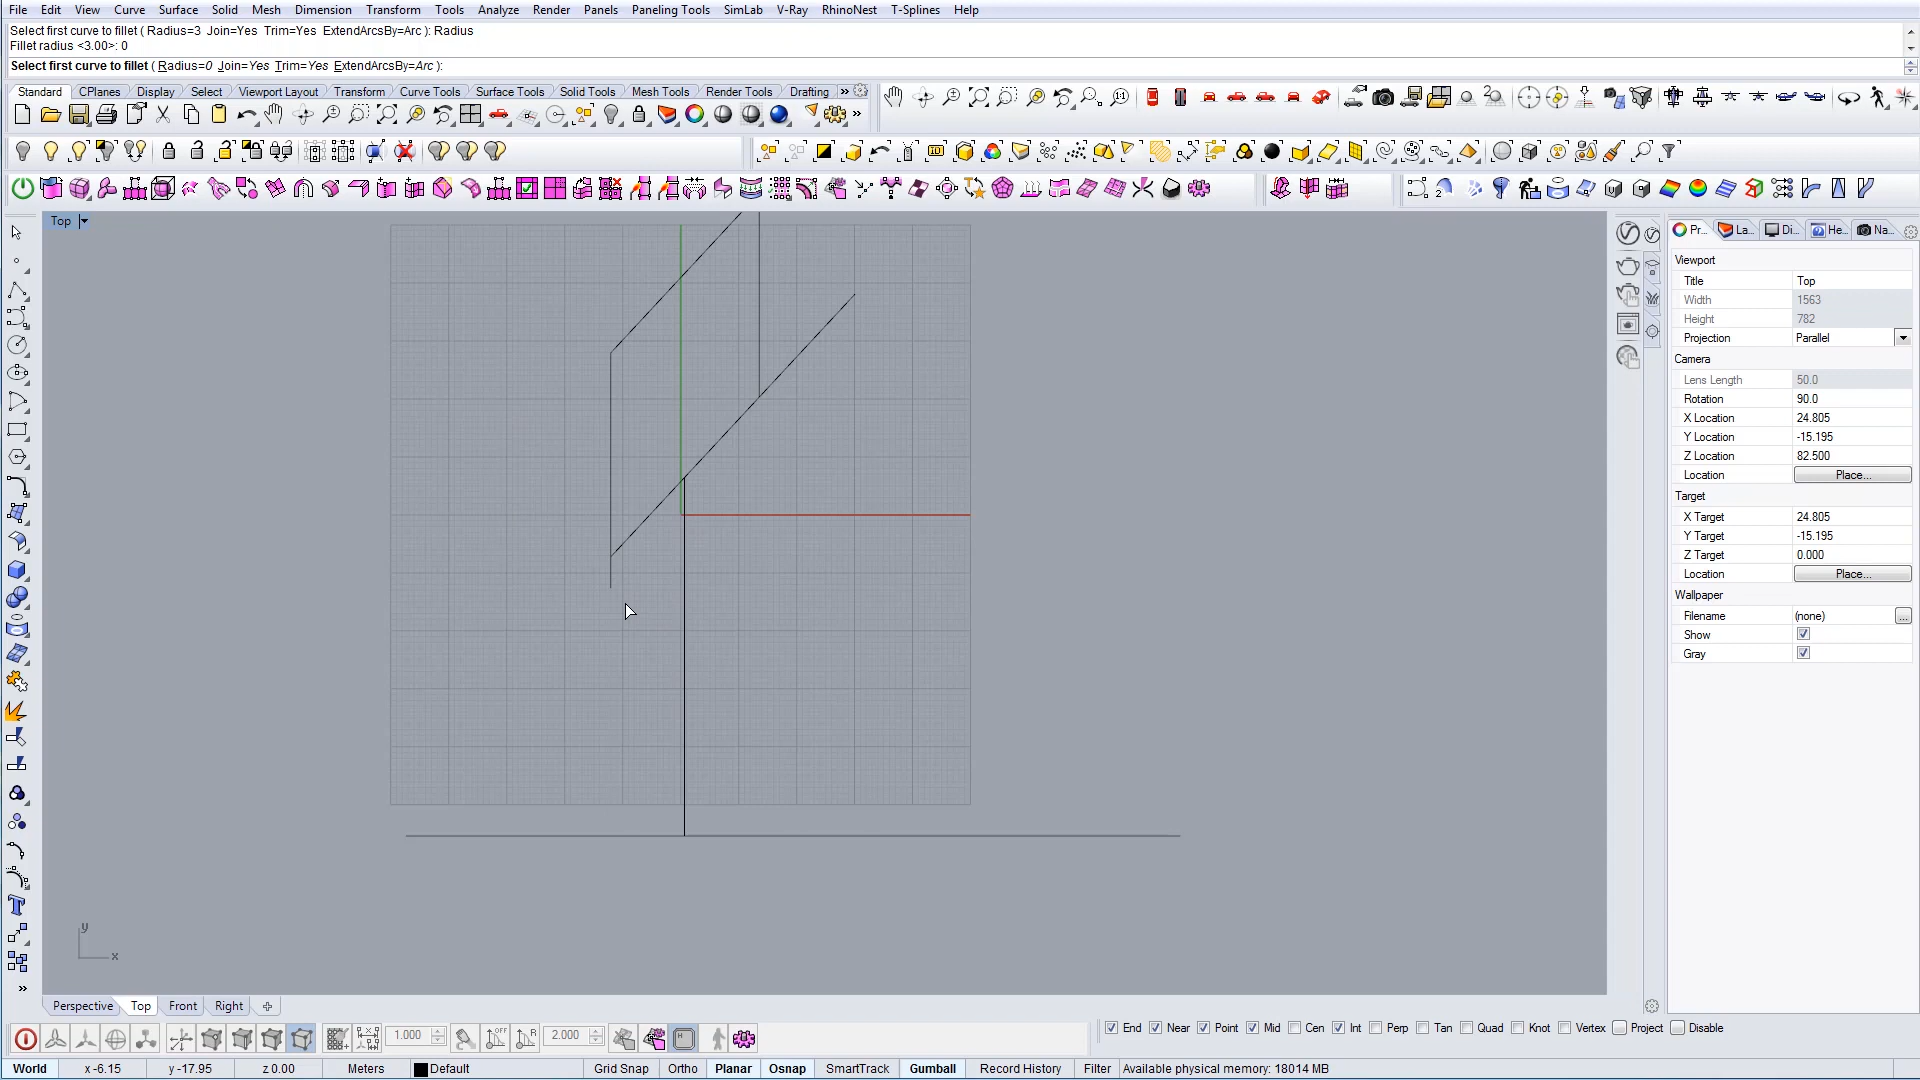 File Edit View Curve Surface Solid Mesh Dimension Transform Tools Analyze Render Panels Paneling Tools SimLab V-Ray RhinoNest T-Splines Help
Select first curve to fillet ( Radius=3 Join=Yes Trim=Yes ExtendArcsBy=Arc ): Radius
Fillet radius <3.00>: 0
Select first curve to fillet ( Radius=0 Join=Yes Trim=Yes ExtendArcsBy=Arc ):
Standard CPlanes Display Select Viewport Layout Transform Curve Tools Surface Tools Solid Tools Mesh Tools Render Tools Drafting
Top
Pr... La... Di... He... Na...
Viewport
Title Top
Width 1563
Height 782
Projection Parallel
Camera
Lens Length 50.0
Rotation 90.0
X Location 24.805
Y Location -15.195
Z Location 82.500
Location Place...
Target
X Target 24.805
Y Target -15.195
Z Target 0.000
Location Place...
Wallpaper
Filename (none) ...
Show
Gray
y
x
Perspective Top Front Right
1.000 2.000
End Near Point Mid Cen Int Perp Tan Quad Knot Vertex Project Disable
World x -6.15 y -17.95 z 0.00 Meters Default Grid Snap Ortho Planar Osnap SmartTrack Gumball Record History Filter Available physical memory: 18014 MB